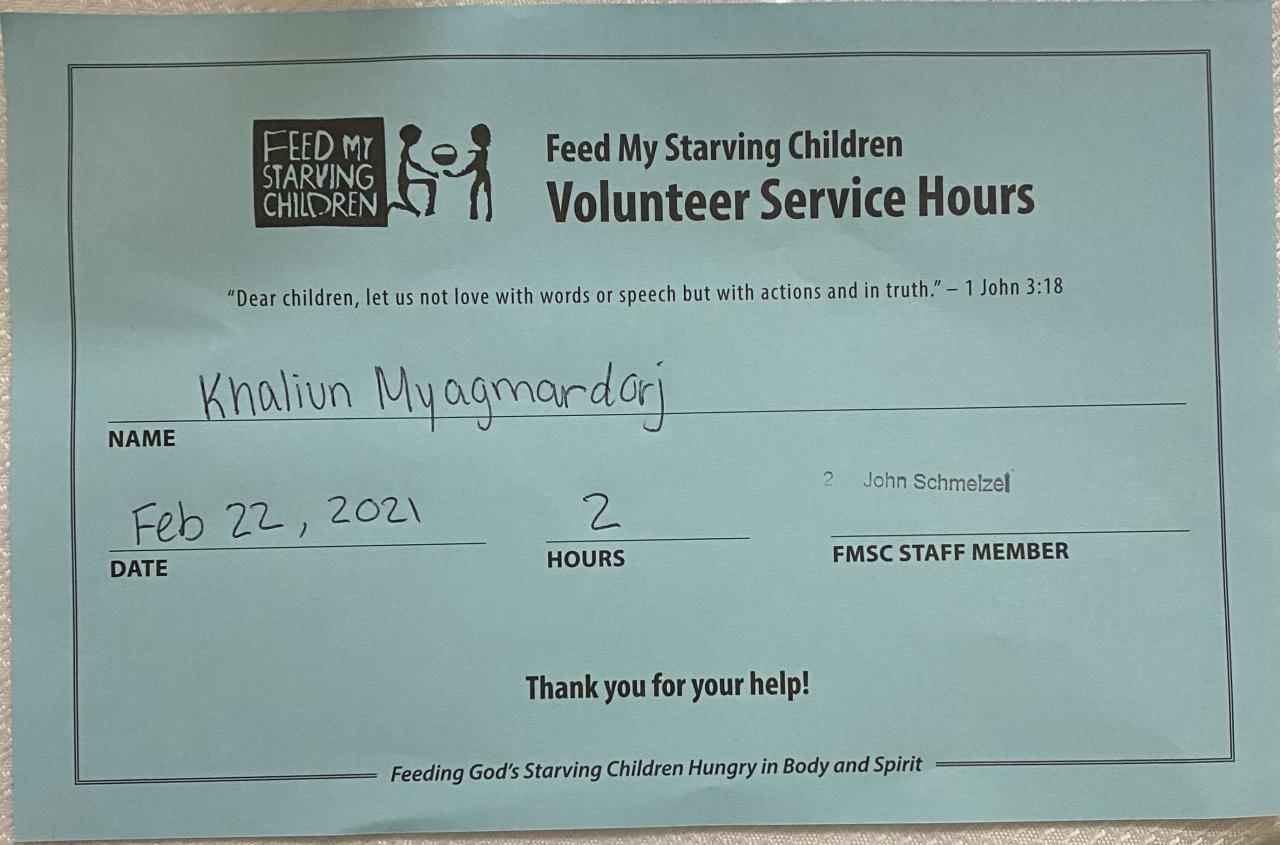 FEED MY
STARVING
CHILDREN
Feed My Starving Children
Volunteer Service Hours
“Dear children, let us not love with words or speech but with actions and in truth.” – 1 John 3:18
Khaliun Myagmardorj
NAME
2 John Schmelzel
Feb 22, 2021 2
DATE HOURS FMSC STAFF MEMBER
Thank you for your help!
Feeding God’s Starving Children Hungry in Body and Spirit